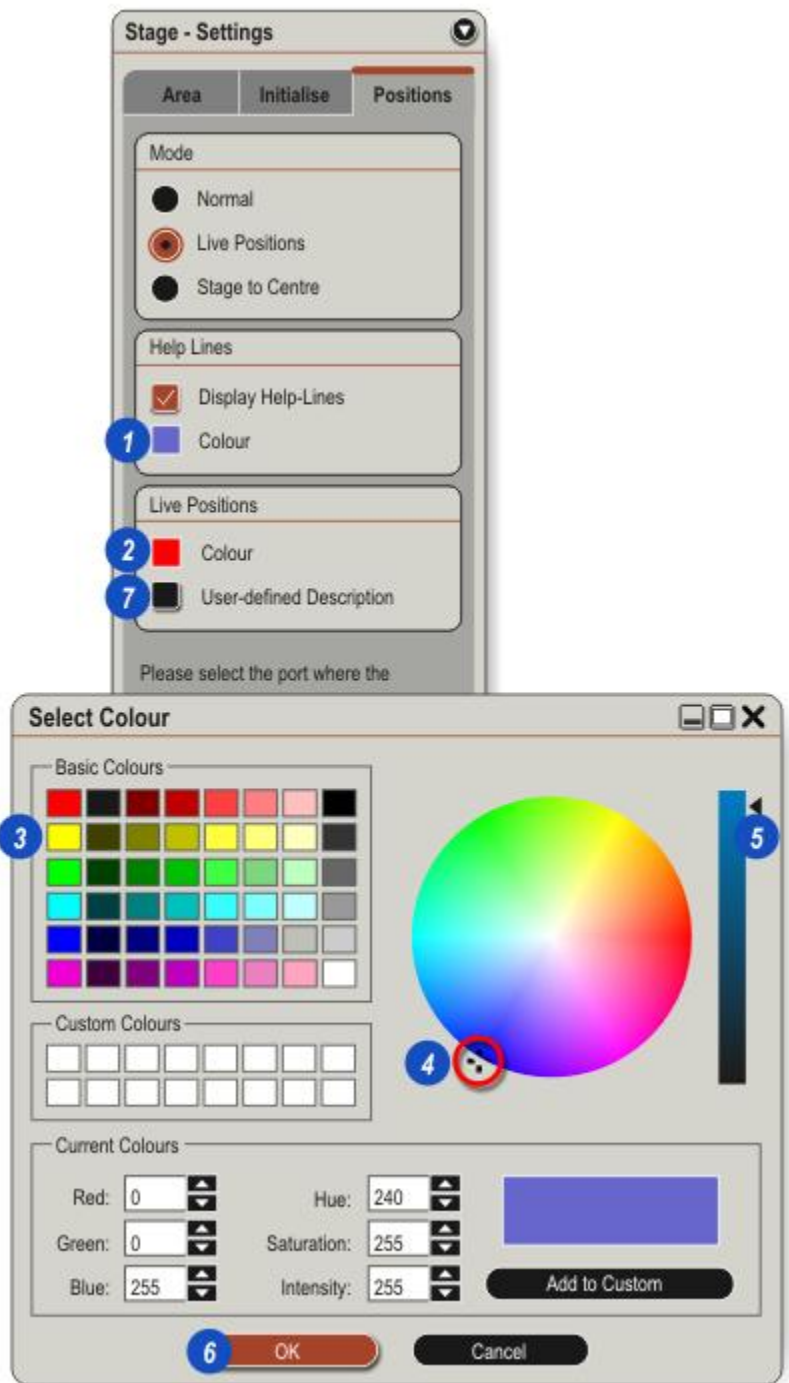 Stage - Settings
Area Initialise Positions
Mode
Normal
Live Positions
Stage to Centre
Help Lines
Display Help-Lines
1 Colour
Live Positions
2 Colour
7 User-defined Description
Please select the port where the
Select Colour
Basic Colours
3
5
Custom Colours
4
Current Colours
Red: 0 Hue: 240
Green: 0 Saturation: 255
Blue: 255 Intensity: 255 Add to Custom
6 OK Cancel